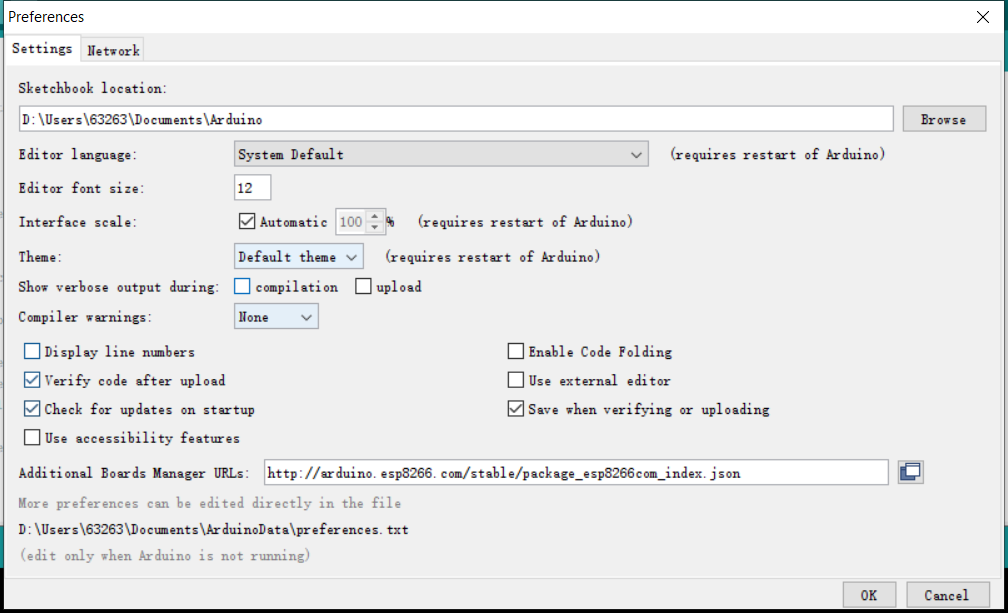 Preferences
Settings Network
Sketchbook location:
D:\Users\63263\Documents\Arduino Browse
Editor language: System Default (requires restart of Arduino)
Editor font size: 12
Interface scale: Automatic 100 % (requires restart of Arduino)
Theme: Default theme (requires restart of Arduino)
Show verbose output during: compilation upload
Compiler warnings: None
Display line numbers Enable Code Folding
Verify code after upload Use external editor
Check for updates on startup Save when verifying or uploading
Use accessibility features
Additional Boards Manager URLs: http://arduino.esp8266.com/stable/package_esp8266com_index.json
More preferences can be edited directly in the file
D:\Users\63263\Documents\ArduinoData\preferences.txt
(edit only when Arduino is not running)
OK Cancel